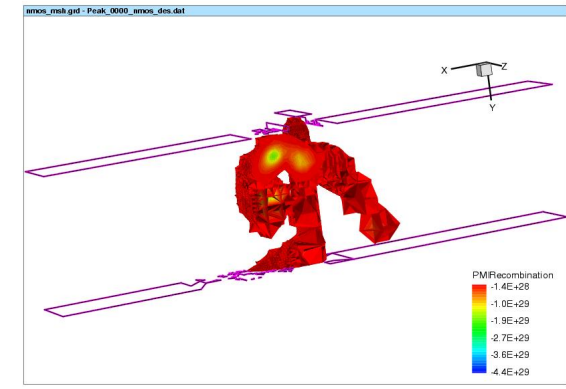 nmos_msh.grd - Peak_0000_nmos_des.dat
X
Z
Y
PMIRecombination
-1.4E+28
-1.0E+29
-1.9E+29
-2.7E+29
-3.6E+29
-4.4E+29